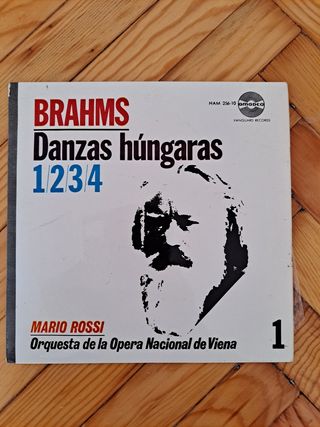 HAM 256-10
amadeo
VANGUARD RECORDS
BRAHMS
Danzas húngaras
1/2/3/4
MARIO ROSSI
Orquesta de la Opera Nacional de Viena
1